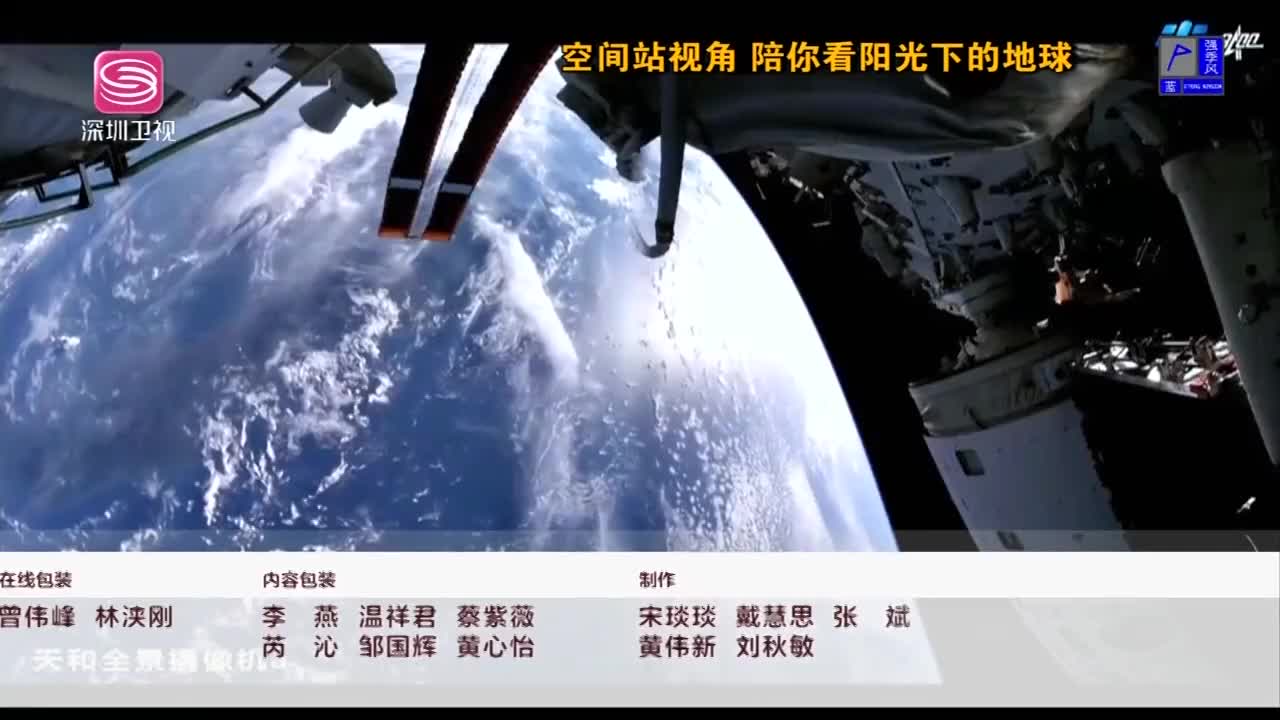 空间站视角 陪你看阳光下的地球
深圳卫视
强季风
蓝
在线包装
曾伟峰 林浃刚
内容包装
李 燕 温祥君 蔡紫薇
芮 沁 邹国辉 黄心怡
制作
宋琰琰 戴慧思 张 斌
黄伟新 刘秋敏
天和全景摄像机